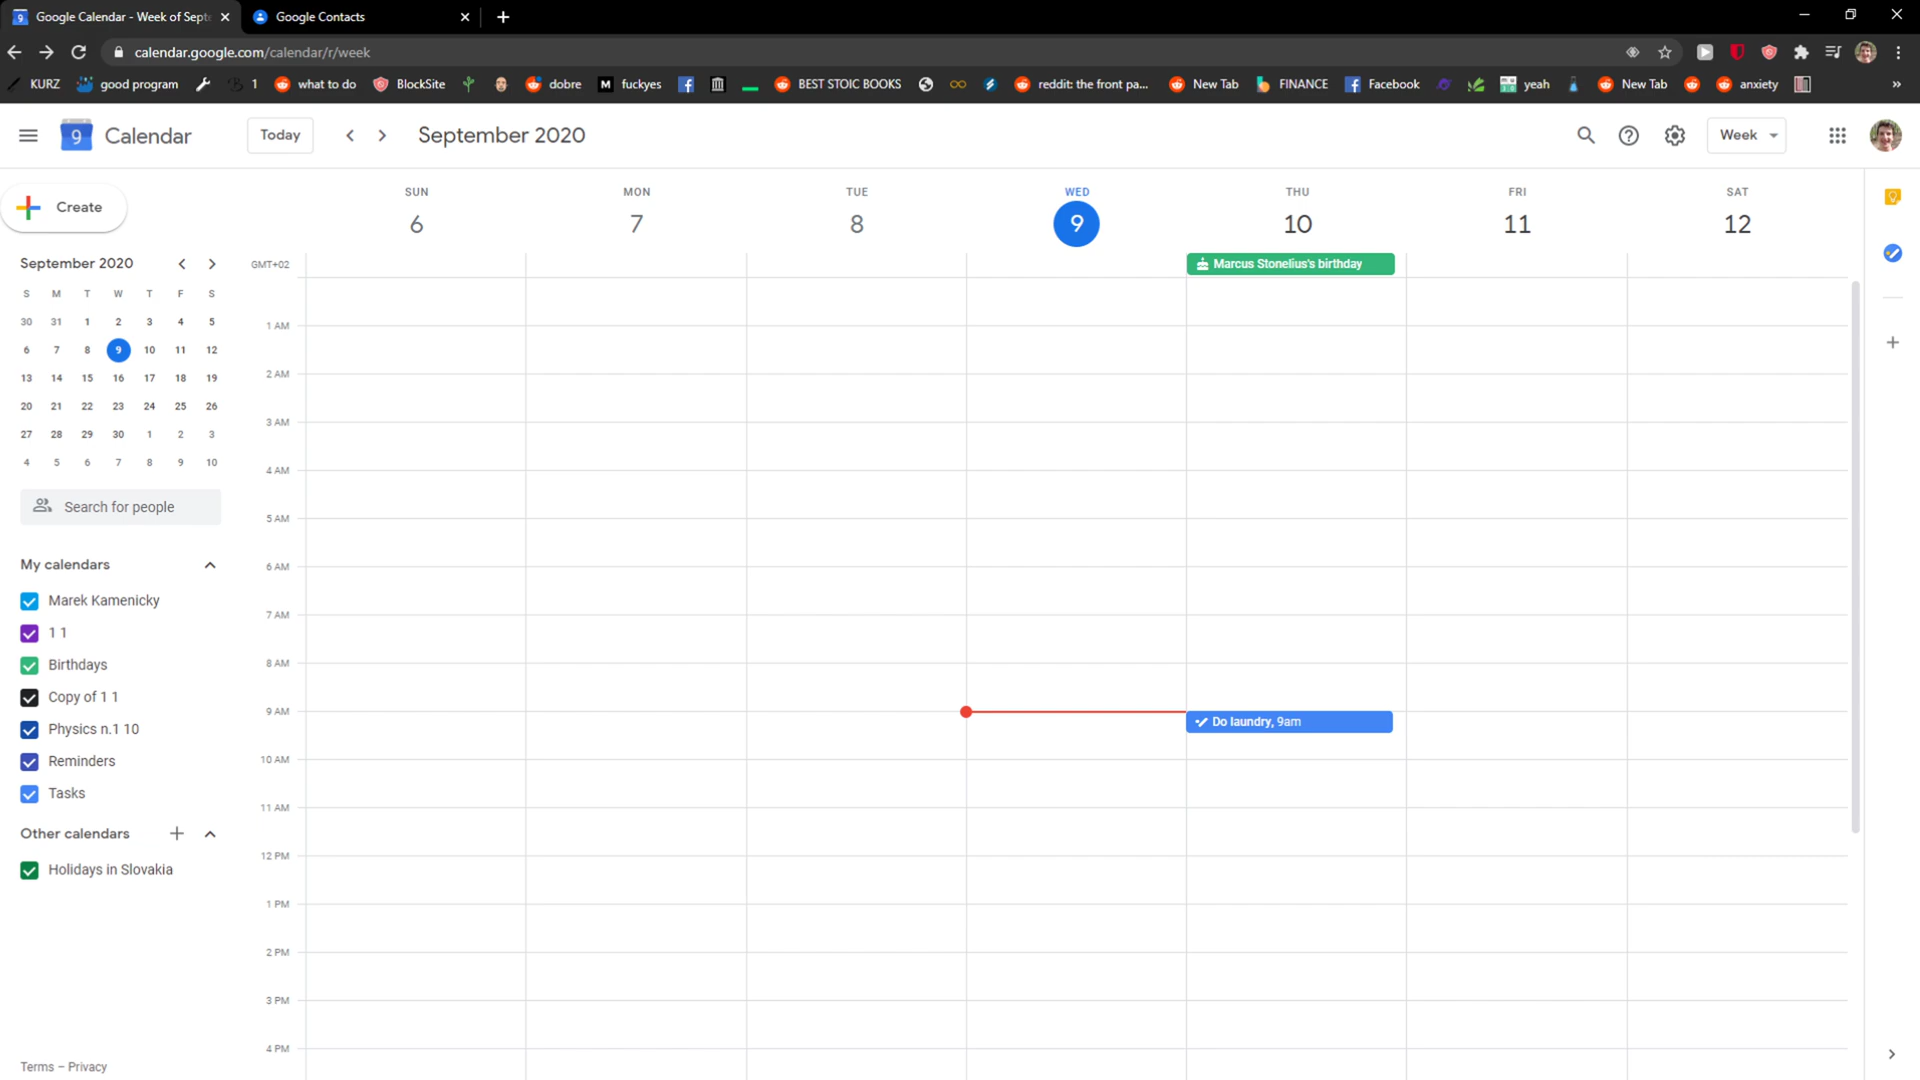 Google Calendar - Week of Sept
Google Contacts
calendar.google.com/calendar/r/week
KURZ
good program
1
what to do
BlockSite
dobre
M
fuckyes
BEST STOIC BOOKS
reddit: the front pa...
New Tab
FINANCE
Facebook
yeah
New Tab
anxiety
»
9
Calendar
Today
September 2020
Week
Create
SUN
MON
TUE
WED
THU
FRI
SAT
6
7
8
9
10
11
12
September 2020
GMT+02
Marcus Stonelius's birthday
S M T W T F S
30 31 1 2 3 4 5
6 7 8 9 10 11 12
13 14 15 16 17 18 19
20 21 22 23 24 25 26
27 28 29 30 1 2 3
4 5 6 7 8 9 10
1 AM
2 AM
3 AM
4 AM
5 AM
6 AM
7 AM
8 AM
9 AM
10 AM
11 AM
12 PM
1 PM
2 PM
3 PM
4 PM
Do laundry, 9am
Search for people
My calendars
Marek Kamenicky
1 1
Birthdays
Copy of 1 1
Physics n.1 10
Reminders
Tasks
Other calendars
Holidays in Slovakia
Terms – Privacy